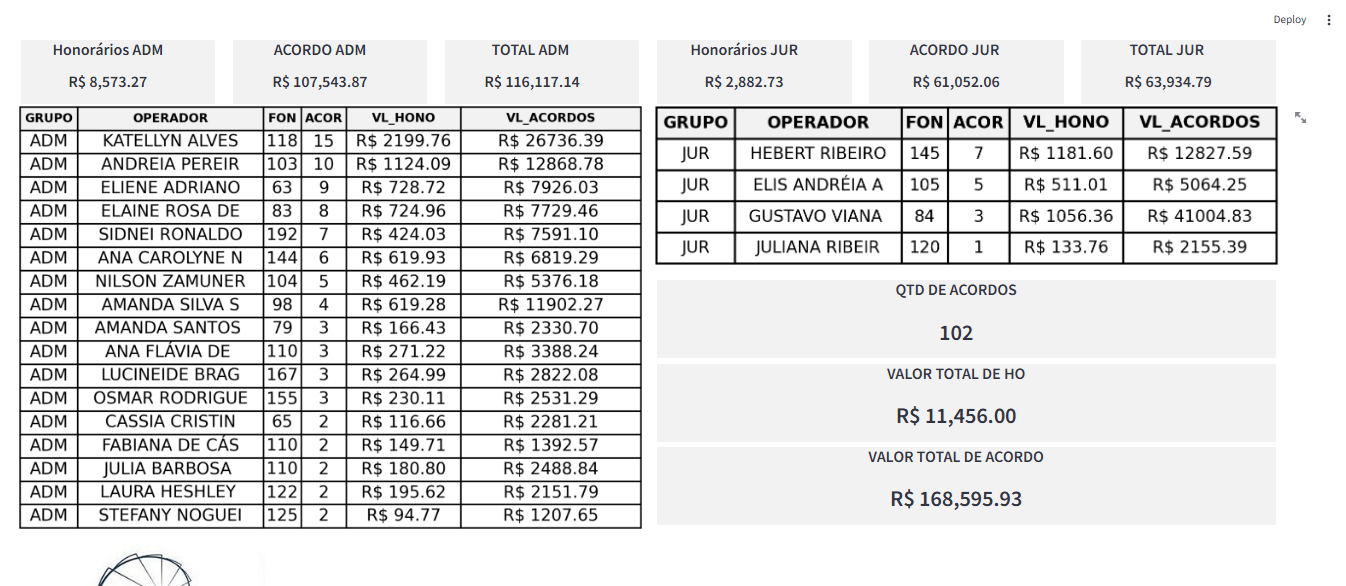 Deploy
Honorários ADM
R$ 8,573.27
ACORDO ADM
R$ 107,543.87
TOTAL ADM
R$ 116,117.14
Honorários JUR
R$ 2,882.73
ACORDO JUR
R$ 61,052.06
TOTAL JUR
R$ 63,934.79
GRUPO OPERADOR FON ACOR VL_HONO VL_ACORDOS
ADM KATELLYN ALVES 118 15 R$ 2199.76 R$ 26736.39
ADM ANDREIA PEREIR 103 10 R$ 1124.09 R$ 12868.78
ADM ELIENE ADRIANO 63 9 R$ 728.72 R$ 7926.03
ADM ELAINE ROSA DE 83 8 R$ 724.96 R$ 7729.46
ADM SIDNEI RONALDO 192 7 R$ 424.03 R$ 7591.10
ADM ANA CAROLYNE N 144 6 R$ 619.93 R$ 6819.29
ADM NILSON ZAMUNER 104 5 R$ 462.19 R$ 5376.18
ADM AMANDA SILVA S 98 4 R$ 619.28 R$ 11902.27
ADM AMANDA SANTOS 79 3 R$ 166.43 R$ 2330.70
ADM ANA FLÁVIA DE 110 3 R$ 271.22 R$ 3388.24
ADM LUCINEIDE BRAG 167 3 R$ 264.99 R$ 2822.08
ADM OSMAR RODRIGUE 155 3 R$ 230.11 R$ 2531.29
ADM CASSIA CRISTIN 65 2 R$ 116.66 R$ 2281.21
ADM FABIANA DE CÁS 110 2 R$ 149.71 R$ 1392.57
ADM JULIA BARBOSA 110 2 R$ 180.80 R$ 2488.84
ADM LAURA HESHLEY 122 2 R$ 195.62 R$ 2151.79
ADM STEFANY NOGUEI 125 2 R$ 94.77 R$ 1207.65
GRUPO OPERADOR FON ACOR VL_HONO VL_ACORDOS
JUR HEBERT RIBEIRO 145 7 R$ 1181.60 R$ 12827.59
JUR ELIS ANDRÉIA A 105 5 R$ 511.01 R$ 5064.25
JUR GUSTAVO VIANA 84 3 R$ 1056.36 R$ 41004.83
JUR JULIANA RIBEIR 120 1 R$ 133.76 R$ 2155.39
QTD DE ACORDOS
102
VALOR TOTAL DE HO
R$ 11,456.00
VALOR TOTAL DE ACORDO
R$ 168,595.93